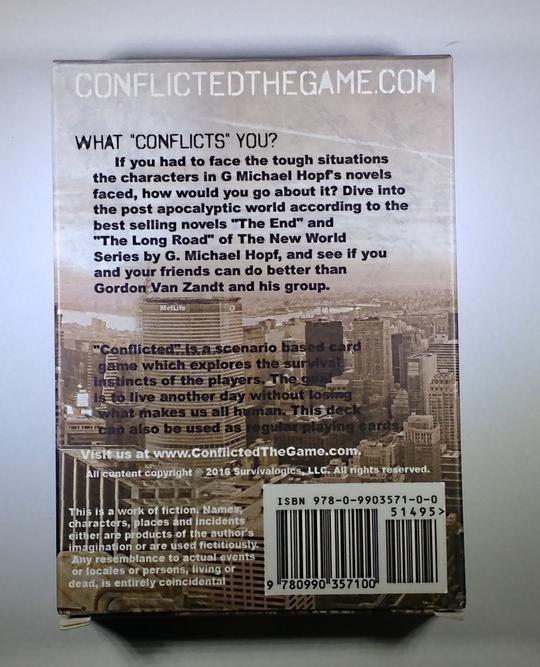 CONFLICTEDTHEGAME.COM
WHAT "CONFLICTS" YOU?
If you had to face the tough situations
the characters in G Michael Hopf's novels
faced, how would you go about it? Dive into
the post apocalyptic world according to the
best selling novels "The End" and
"The Long Road" of The New World
Series by G. Michael Hopf, and see if you
and your friends can do better than
Gordon Van Zandt and his group.
MetLife
"Conflicted" is a scenario based card
game which explores the survival
instincts of the players. The goal
is to live another day without losing
what makes us all human. This deck
can also be used as regular playing cards.
Visit us at www.ConflictedTheGame.com.
All content copyright © 2016 Survivalogics, LLC. All rights reserved.
This is a work of fiction. Names,
characters, places and incidents
either are products of the author's
imagination or are used fictitiously.
Any resemblance to actual events
or locales or persons, living or
dead, is entirely coincidental
ISBN 978-0-9903571-0-0
51495>
9 780990 357100